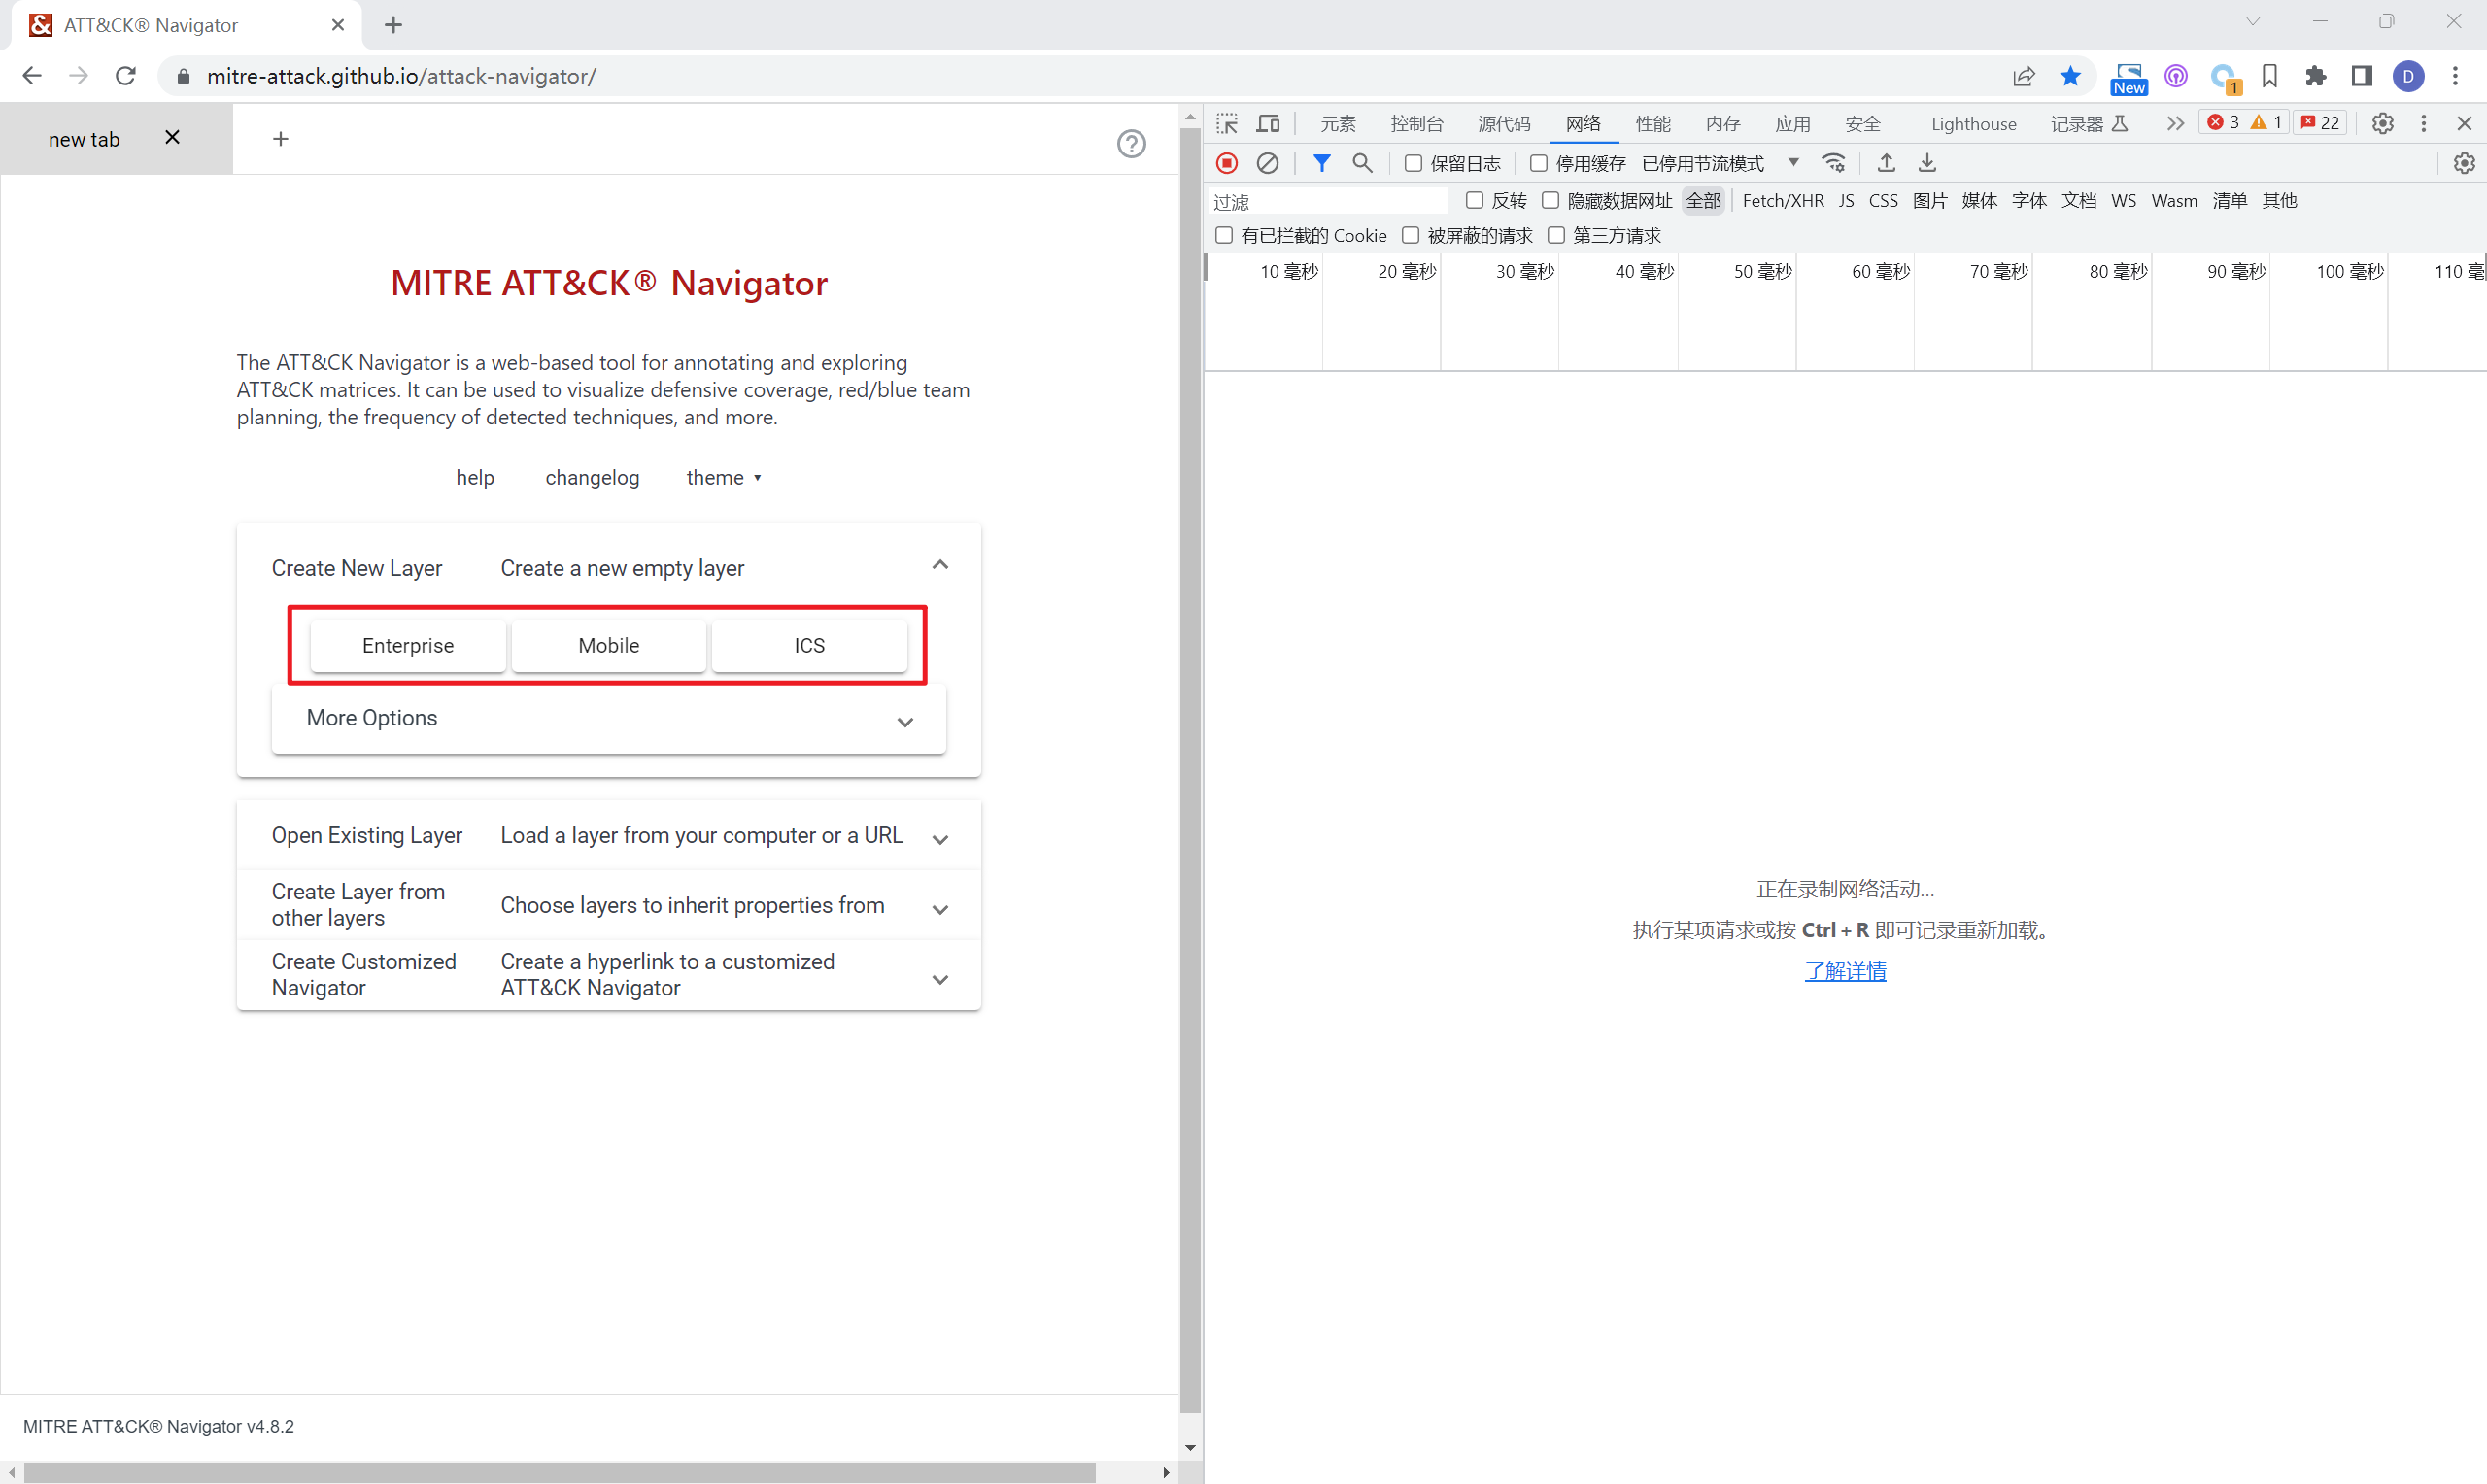 ATT&CK® Navigator
mitre-attack.github.io/attack-navigator/
New
1
D
new tab
MITRE ATT&CK® Navigator
The ATT&CK Navigator is a web-based tool for annotating and exploring
ATT&CK matrices. It can be used to visualize defensive coverage, red/blue team
planning, the frequency of detected techniques, and more.
help changelog theme
Create New Layer Create a new empty layer
Enterprise Mobile ICS
More Options
Open Existing Layer Load a layer from your computer or a URL
Create Layer from
other layers
Choose layers to inherit properties from
Create Customized
Navigator
Create a hyperlink to a customized
ATT&CK Navigator
MITRE ATT&CK® Navigator v4.8.2
元素 控制台 源代码 网络 性能 内存 应用 安全 Lighthouse 记录器 3 1 22
保留日志 停用缓存 已停用节流模式
过滤 反转 隐藏数据网址 全部 Fetch/XHR JS CSS 图片 媒体 字体 文档 WS Wasm 清单 其他
有已拦截的 Cookie 被屏蔽的请求 第三方请求
10 毫秒 20 毫秒 30 毫秒 40 毫秒 50 毫秒 60 毫秒 70 毫秒 80 毫秒 90 毫秒 100 毫秒 110 毫
正在录制网络活动...
执行某项请求或按 Ctrl + R 即可记录重新加载。
了解详情